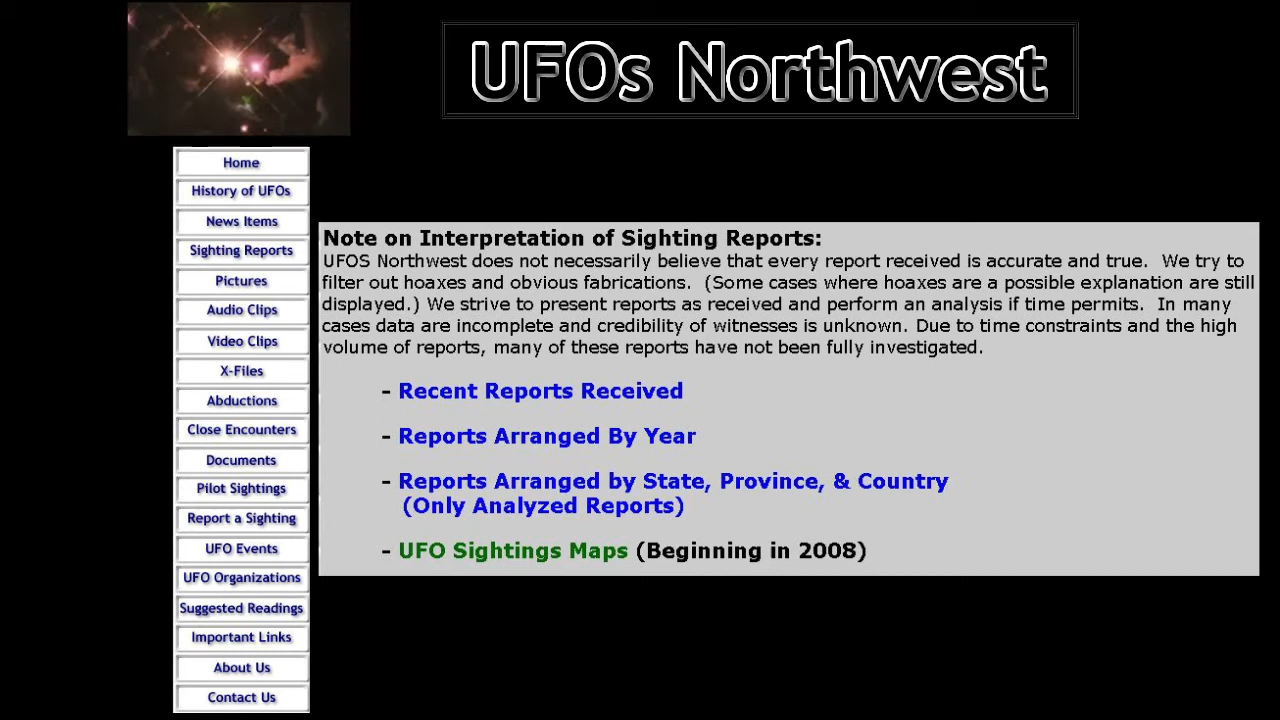 UFOs Northwest
Home
History of UFOs
News Items
Sighting Reports
Pictures
Audio Clips
Video Clips
X-Files
Abductions
Close Encounters
Documents
Pilot Sightings
Report a Sighting
UFO Events
UFO Organizations
Suggested Readings
Important Links
About Us
Contact Us
Note on Interpretation of Sighting Reports:
UFOS Northwest does not necessarily believe that every report received is accurate and true. We try to
filter out hoaxes and obvious fabrications. (Some cases where hoaxes are a possible explanation are still
displayed.) We strive to present reports as received and perform an analysis if time permits. In many
cases data are incomplete and credibility of witnesses is unknown. Due to time constraints and the high
volume of reports, many of these reports have not been fully investigated.
- Recent Reports Received
- Reports Arranged By Year
- Reports Arranged by State, Province, & Country
(Only Analyzed Reports)
- UFO Sightings Maps (Beginning in 2008)